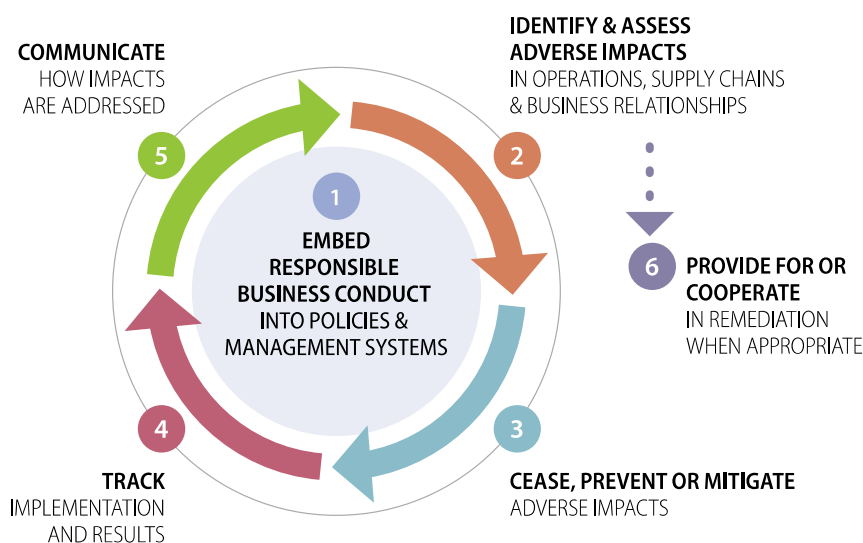 1
EMBED
RESPONSIBLE
BUSINESS CONDUCT
INTO POLICIES &
MANAGEMENT SYSTEMS
2
IDENTIFY & ASSESS
ADVERSE IMPACTS
IN OPERATIONS, SUPPLY CHAINS
& BUSINESS RELATIONSHIPS
3
CEASE, PREVENT OR MITIGATE
ADVERSE IMPACTS
4
TRACK
IMPLEMENTATION
AND RESULTS
5
COMMUNICATE
HOW IMPACTS
ARE ADDRESSED
6
PROVIDE FOR OR
COOPERATE
IN REMEDIATION
WHEN APPROPRIATE